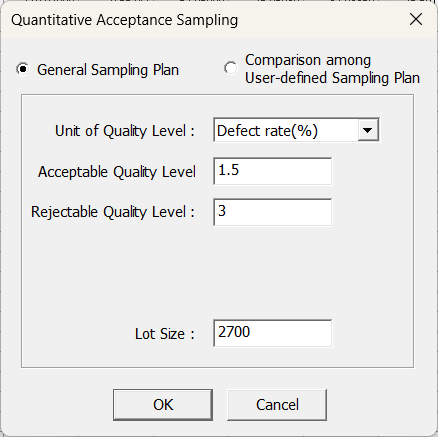 Quantitative Acceptance Sampling
General Sampling Plan
Comparison among
User-defined Sampling Plan
Unit of Quality Level :
Defect rate(%)
Acceptable Quality Level
1.5
Rejectable Quality Level :
3
Lot Size :
2700
OK
Cancel